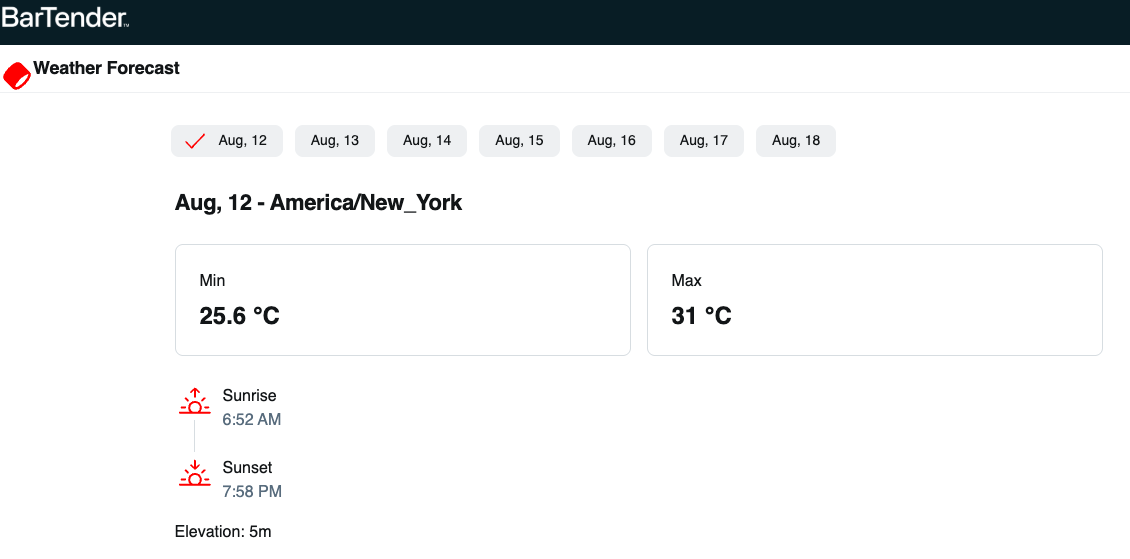 BarTender™
Weather Forecast
Aug, 12 Aug, 13 Aug, 14 Aug, 15 Aug, 16 Aug, 17 Aug, 18
Aug, 12 - America/New_York
Min Max
25.6 °C 31 °C
Sunrise
6:52 AM
Sunset
7:58 PM
Elevation: 5m